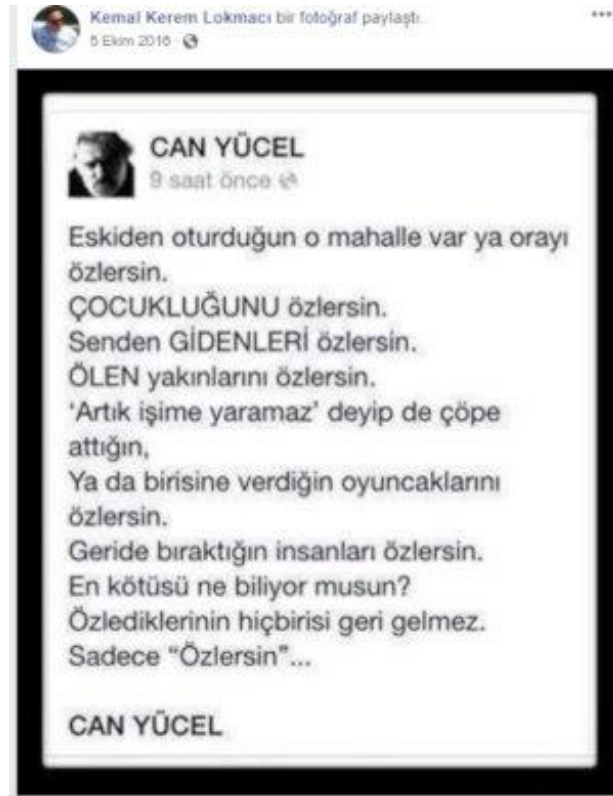 Kemal Kerem Lokmacı bir fotoğraf paylaştı.
5 Ekim 2016
CAN YÜCEL
9 saat önce
Eskiden oturduğun o mahalle var ya orayı
özlersin.
ÇOCUKLUĞUNU özlersin.
Senden GİDENLERİ özlersin.
ÖLEN yakınlarını özlersin.
‘Artık işime yaramaz’ deyip de çöpe
attığın,
Ya da birisine verdiğin oyuncaklarını
özlersin.
Geride bıraktığın insanları özlersin.
En kötüsü ne biliyor musun?
Özlediklerinin hiçbirisi geri gelmez.
Sadece “Özlersin”...
CAN YÜCEL